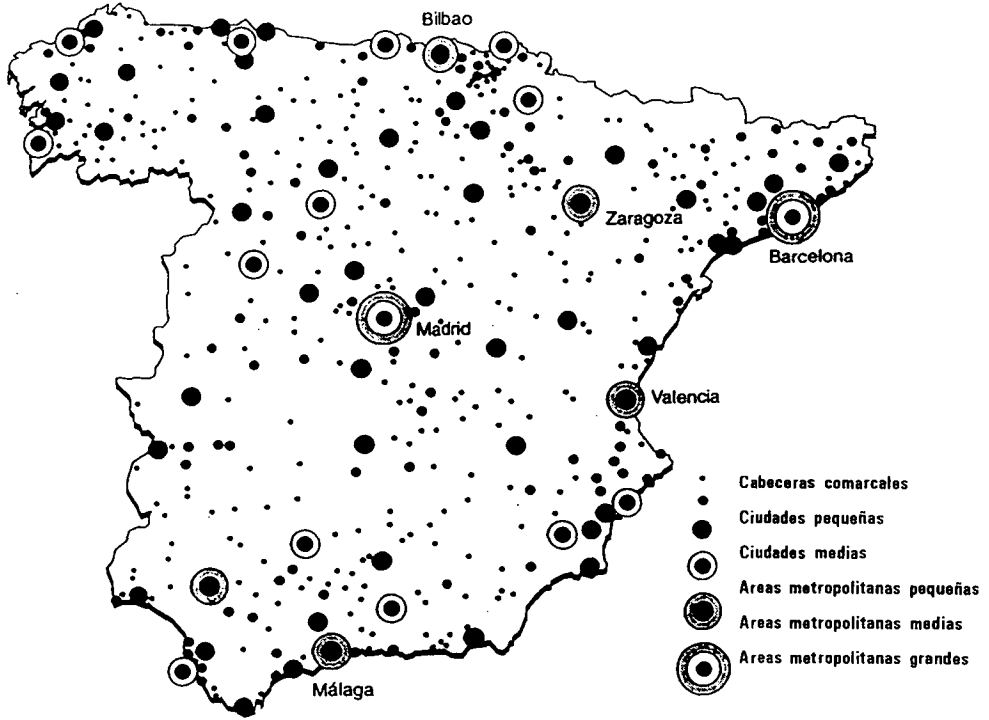 Bilbao
Zaragoza
Barcelona
Madrid
Valencia
Málaga
Cabeceras comarcales
Ciudades pequeñas
Ciudades medias
Areas metropolitanas pequeñas
Areas metropolitanas medias
Areas metropolitanas grandes